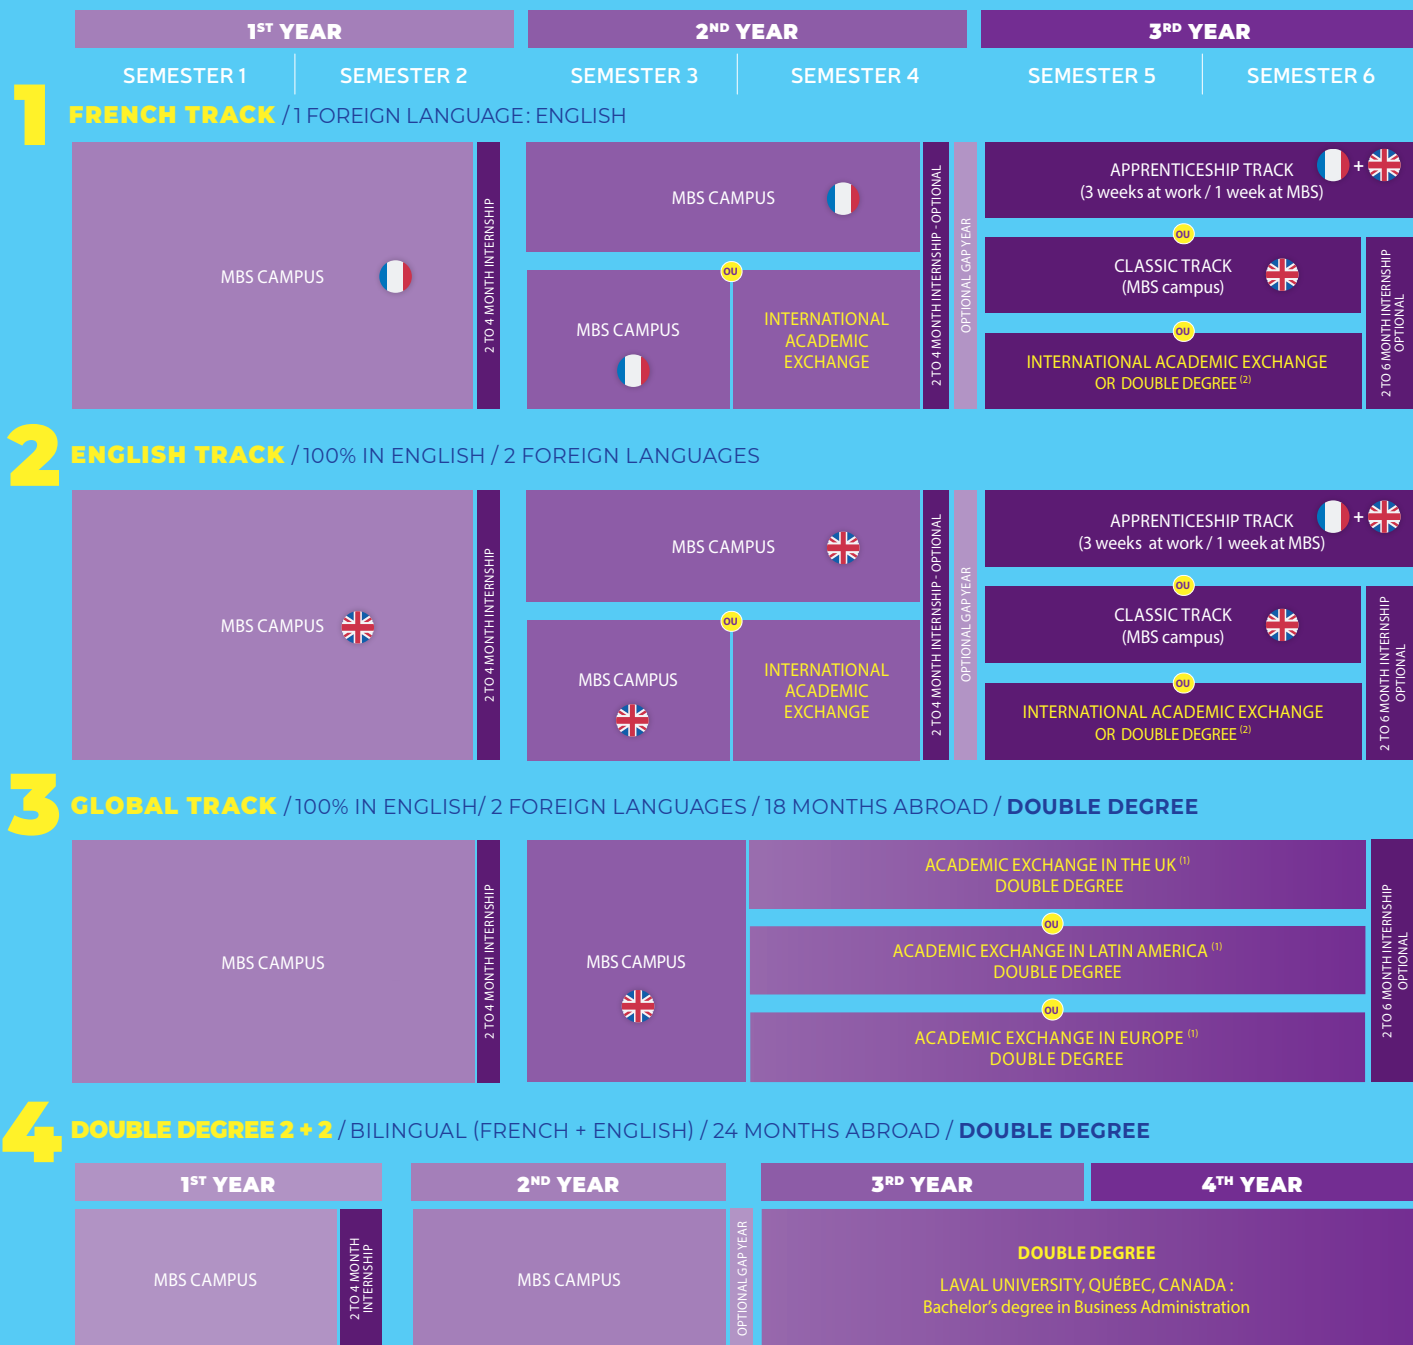 1ST YEAR
2ND YEAR
3RD YEAR
SEMESTER 1
SEMESTER 2
SEMESTER 3
SEMESTER 4
SEMESTER 5
SEMESTER 6
1
FRENCH TRACK / 1 FOREIGN LANGUAGE: ENGLISH
MBS CAMPUS
2 TO 4 MONTH INTERNSHIP
MBS CAMPUS
OU
MBS CAMPUS
INTERNATIONAL
ACADEMIC
EXCHANGE
2 TO 4 MONTH INTERNSHIP - OPTIONAL
OPTIONAL GAP YEAR
APPRENTICESHIP TRACK
(3 weeks at work / 1 week at MBS)
+
OU
CLASSIC TRACK
(MBS campus)
OU
INTERNATIONAL ACADEMIC EXCHANGE
OR DOUBLE DEGREE (2)
2 TO 6 MONTH INTERNSHIP
OPTIONAL
2
ENGLISH TRACK / 100% IN ENGLISH / 2 FOREIGN LANGUAGES
MBS CAMPUS
2 TO 4 MONTH INTERNSHIP
MBS CAMPUS
OU
MBS CAMPUS
INTERNATIONAL
ACADEMIC
EXCHANGE
2 TO 4 MONTH INTERNSHIP - OPTIONAL
OPTIONAL GAP YEAR
APPRENTICESHIP TRACK
(3 weeks at work / 1 week at MBS)
+
OU
CLASSIC TRACK
(MBS campus)
OU
INTERNATIONAL ACADEMIC EXCHANGE
OR DOUBLE DEGREE (2)
2 TO 6 MONTH INTERNSHIP
OPTIONAL
3
GLOBAL TRACK / 100% IN ENGLISH/ 2 FOREIGN LANGUAGES / 18 MONTHS ABROAD / DOUBLE DEGREE
MBS CAMPUS
2 TO 4 MONTH INTERNSHIP
MBS CAMPUS
ACADEMIC EXCHANGE IN THE UK (1)
DOUBLE DEGREE
OU
ACADEMIC EXCHANGE IN LATIN AMERICA (1)
DOUBLE DEGREE
OU
ACADEMIC EXCHANGE IN EUROPE (1)
DOUBLE DEGREE
2 TO 6 MONTH INTERNSHIP
OPTIONAL
4
DOUBLE DEGREE 2 + 2 / BILINGUAL (FRENCH + ENGLISH) / 24 MONTHS ABROAD / DOUBLE DEGREE
1ST YEAR
2ND YEAR
3RD YEAR
4TH YEAR
MBS CAMPUS
2 TO 4 MONTH
INTERNSHIP
MBS CAMPUS
OPTIONAL GAP YEAR
DOUBLE DEGREE
LAVAL UNIVERSITY, QUÉBEC, CANADA :
Bachelor's degree in Business Administration